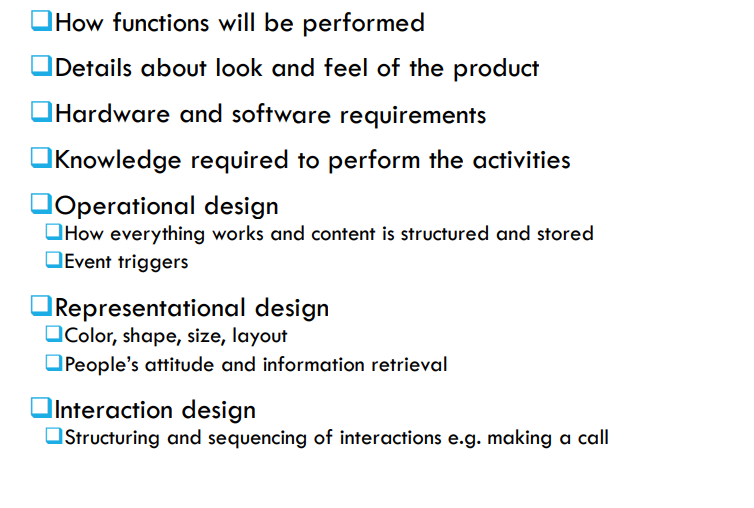 How functions will be performed
Details about look and feel of the product
Hardware and software requirements
Knowledge required to perform the activities
Operational design
How everything works and content is structured and stored
Event triggers
Representational design
Color, shape, size, layout
People’s attitude and information retrieval
Interaction design
Structuring and sequencing of interactions e.g. making a call